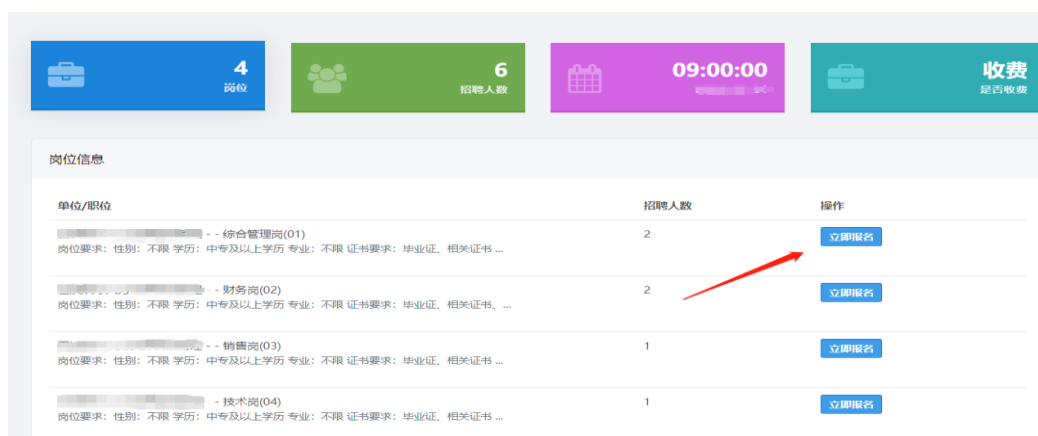 4
岗位
6
招聘人数
09:00:00
收费
是否收费
岗位信息
单位/职位 招聘人数 操作
- - 综合管理岗(01) 2 立即报名
岗位要求：性别：不限 学历：中专及以上学历 专业：不限 证书要求：毕业证、相关证书 ...
- 财务岗(02) 2 立即报名
岗位要求：性别：不限 学历：中专及以上学历 专业：不限 证书要求：毕业证、相关证书、...
- - 销售岗(03) 1 立即报名
岗位要求：性别：不限 学历：中专及以上学历 专业：不限 证书要求：毕业证、相关证书 ...
- 技术岗(04) 1 立即报名
岗位要求：性别：不限 学历：中专及以上学历 专业：不限 证书要求：毕业证、相关证书 ...